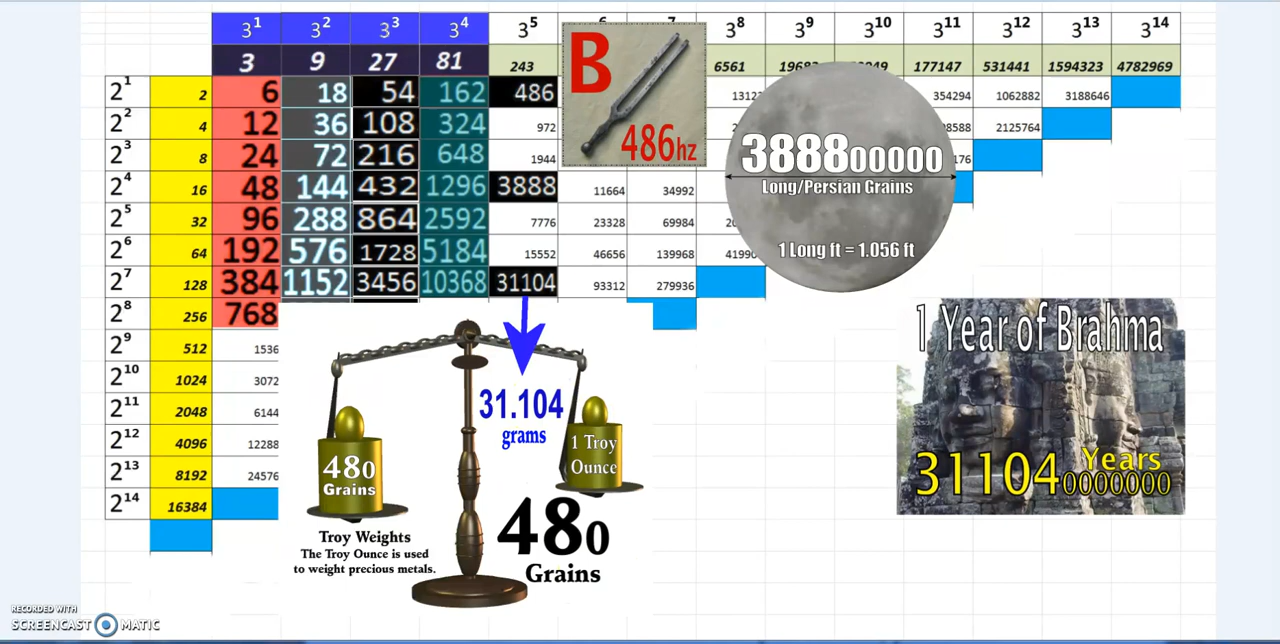 3¹ 3² 3³ 3⁴ 3⁵ 3⁸ 3⁹ 3¹⁰ 3¹¹ 3¹² 3¹³ 3¹⁴
3 9 27 81 243 6561 177147 531441 1594323 4782969
2¹ 2 6 18 54 162 486 354294 1062882 3188646
2² 4 12 36 108 324 972 2125764
2³ 8 24 72 216 648 1944
2⁴ 16 48 144 432 1296 3888 11664 34992
2⁵ 32 96 288 864 2592 7776 23328 69984
2⁶ 64 192 576 1728 5184 15552 46656 139968
2⁷ 128 384 1152 3456 10368 31104 93312 279936
2⁸ 256 768
2⁹ 512 1536
2¹⁰ 1024 3072
2¹¹ 2048 6144
2¹² 4096 12288
2¹³ 8192 24576
2¹⁴ 16384
B
486hz
388800000
Long/Persian Grains
1 Long ft = 1.056 ft
1 Year of Brahma
Years
311040000000
31.104
grams
480
Grains
1 Troy
Ounce
480
Grains
Troy Weights
The Troy Ounce is used
to weight precious metals.
RECORDED WITH
SCREENCAST MATIC